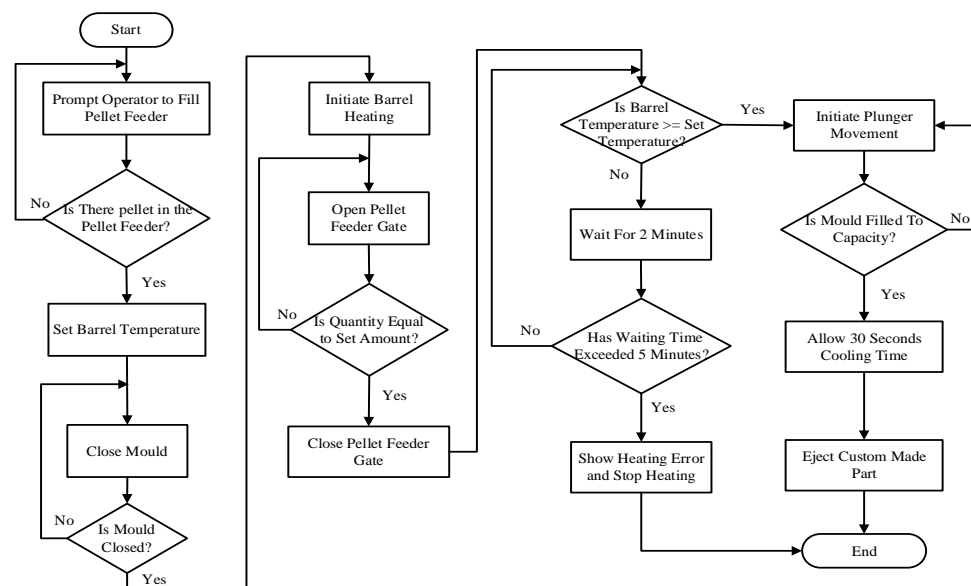 Start
Prompt Operator to Fill
Pellet Feeder
Is There pellet in the
Pellet Feeder?
No
Yes
Set Barrel Temperature
Close Mould
Is Mould
Closed?
No
Yes
Initiate Barrel
Heating
Open Pellet
Feeder Gate
Is Quantity Equal
to Set Amount?
No
Yes
Close Pellet Feeder
Gate
Is Barrel
Temperature >= Set
Temperature?
Yes
No
Wait For 2 Minutes
Has Waiting Time
Exceeded 5 Minutes?
No
Yes
Show Heating Error
and Stop Heating
Initiate Plunger
Movement
Is Mould Filled To
Capacity?
No
Yes
Allow 30 Seconds
Cooling Time
Eject Custom Made
Part
End